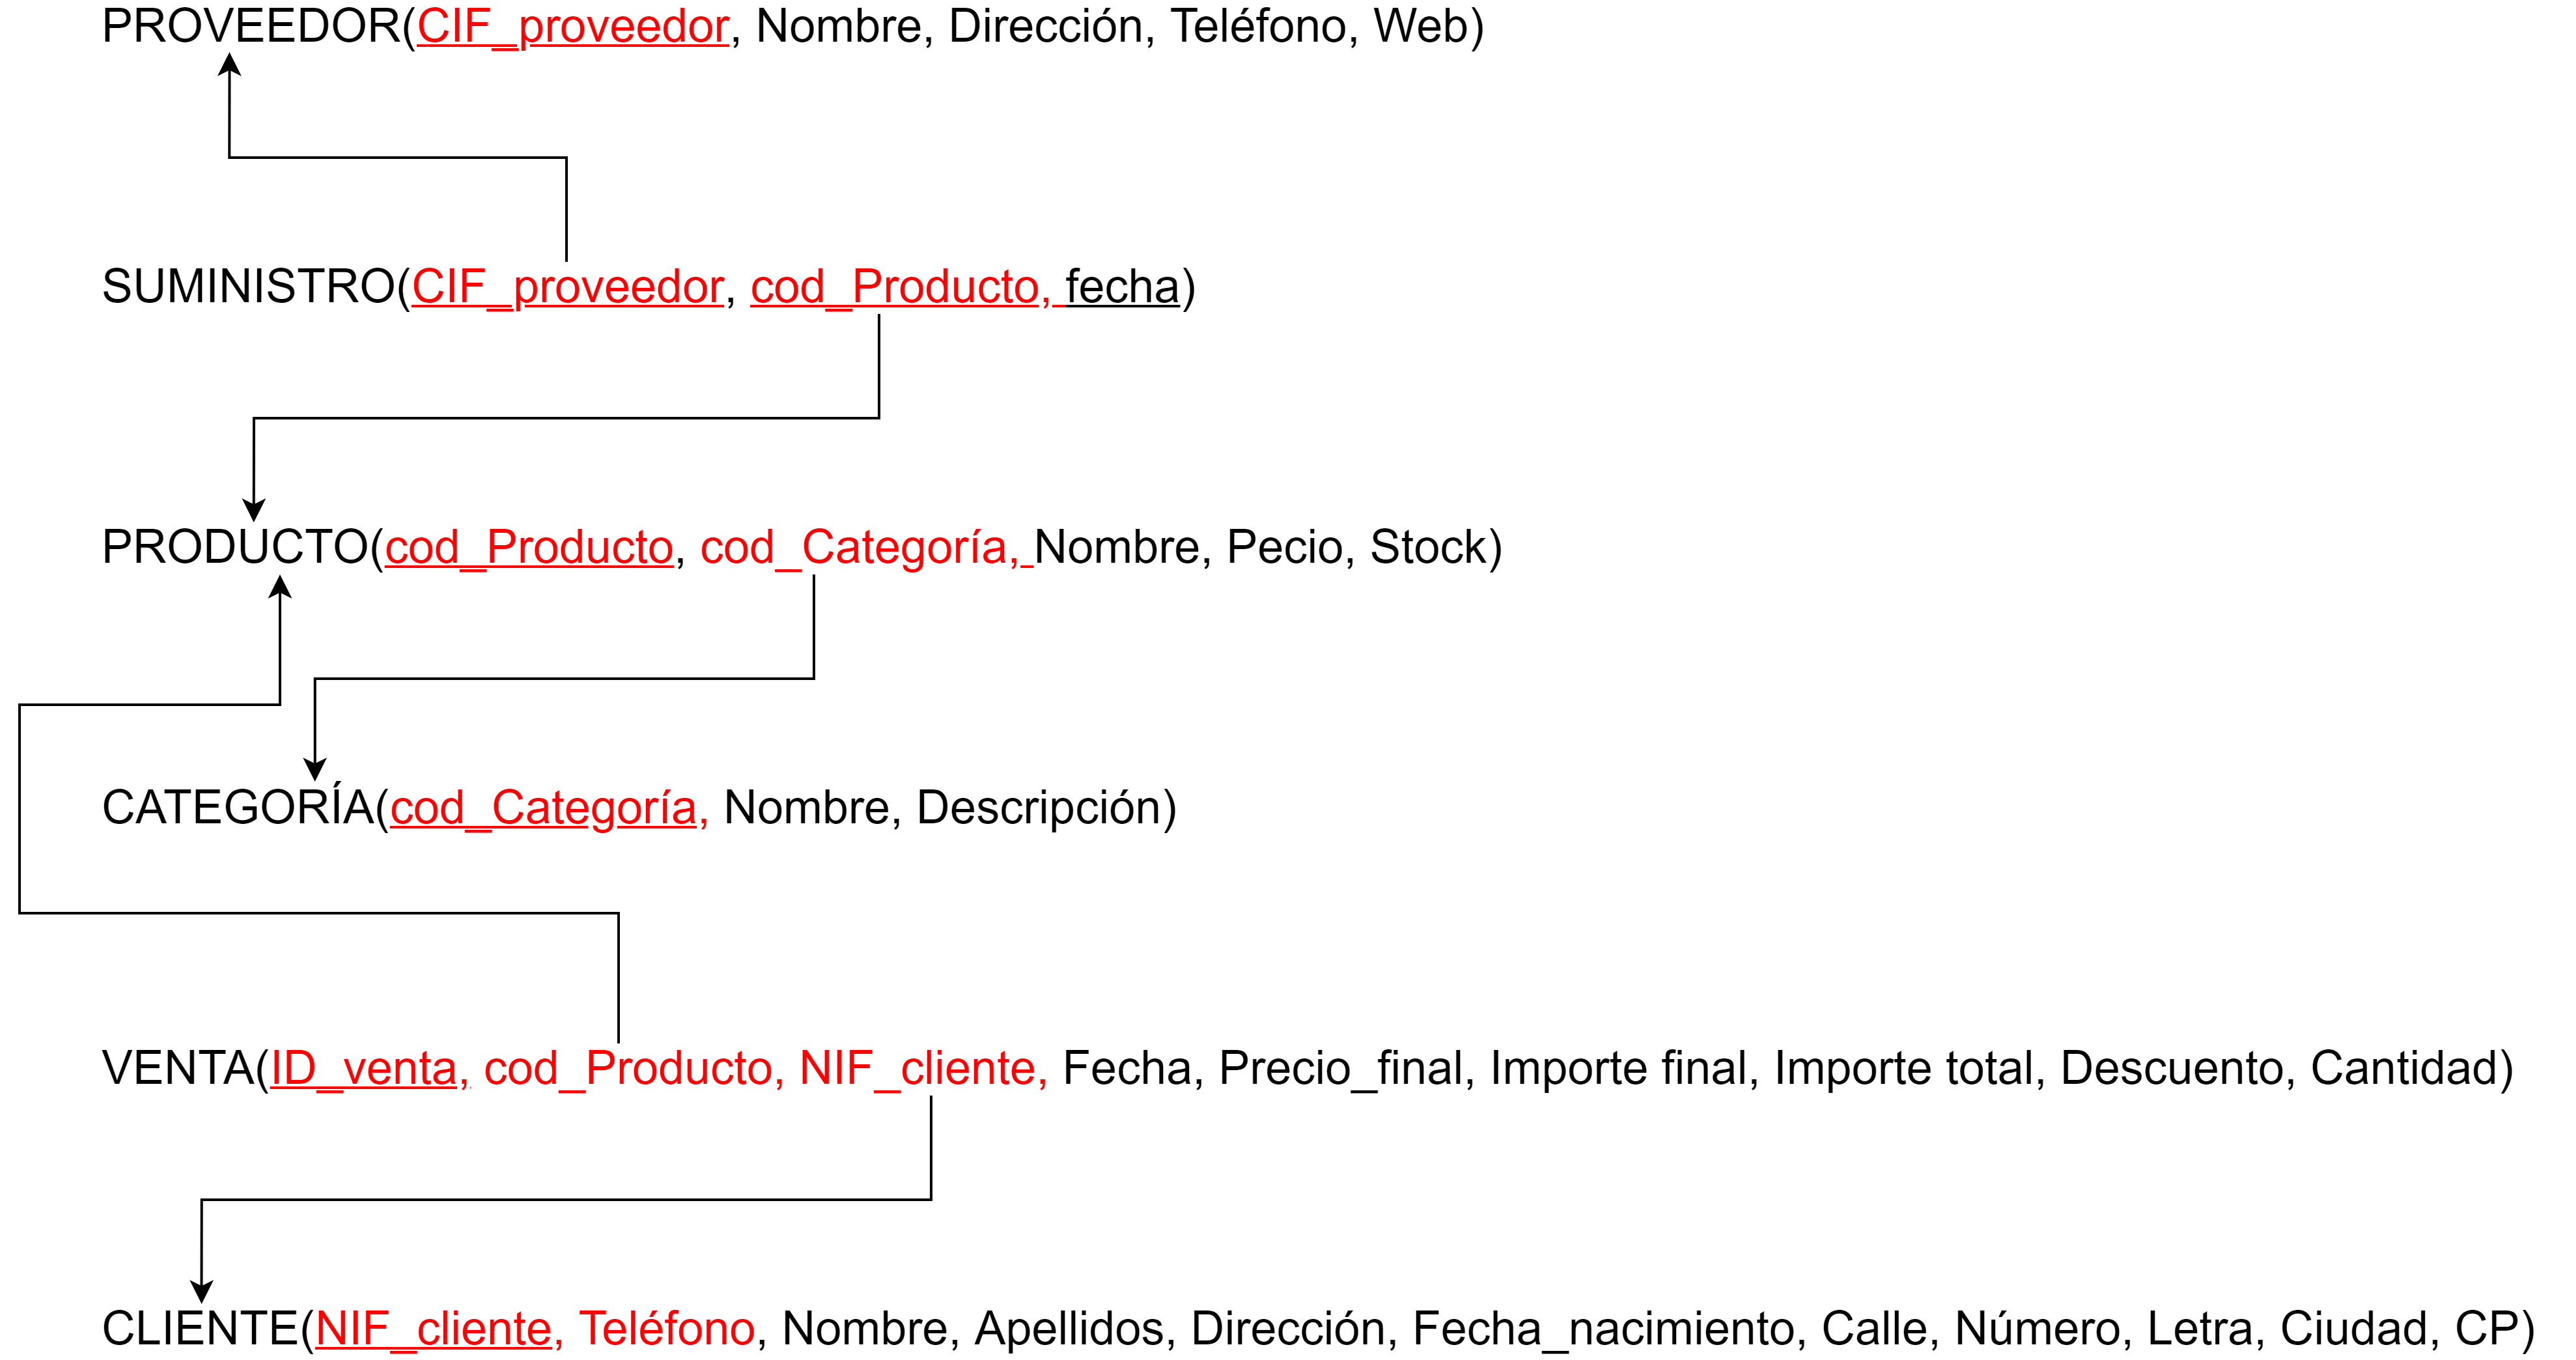 PROVEEDOR(CIF_proveedor, Nombre, Dirección, Teléfono, Web)
SUMINISTRO(CIF_proveedor, cod_Producto, fecha)
PRODUCTO(cod_Producto, cod_Categoría, Nombre, Pecio, Stock)
CATEGORÍA(cod_Categoría, Nombre, Descripción)
VENTA(ID_venta, cod_Producto, NIF_cliente, Fecha, Precio_final, Importe final, Importe total, Descuento, Cantidad)
CLIENTE(NIF_cliente, Teléfono, Nombre, Apellidos, Dirección, Fecha_nacimiento, Calle, Número, Letra, Ciudad, CP)